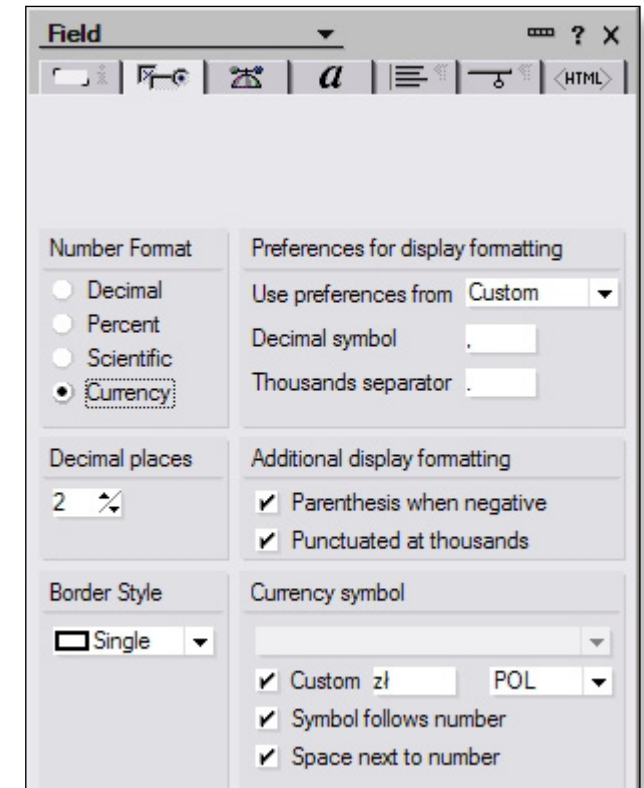 Field
?
X
a
<HTML>
Number Format
Decimal
Percent
Scientific
Currency
Preferences for display formatting
Use preferences from Custom
Decimal symbol ,
Thousands separator .
Decimal places
2
Additional display formatting
Parenthesis when negative
Punctuated at thousands
Border Style
Single
Currency symbol
Custom zł POL
Symbol follows number
Space next to number